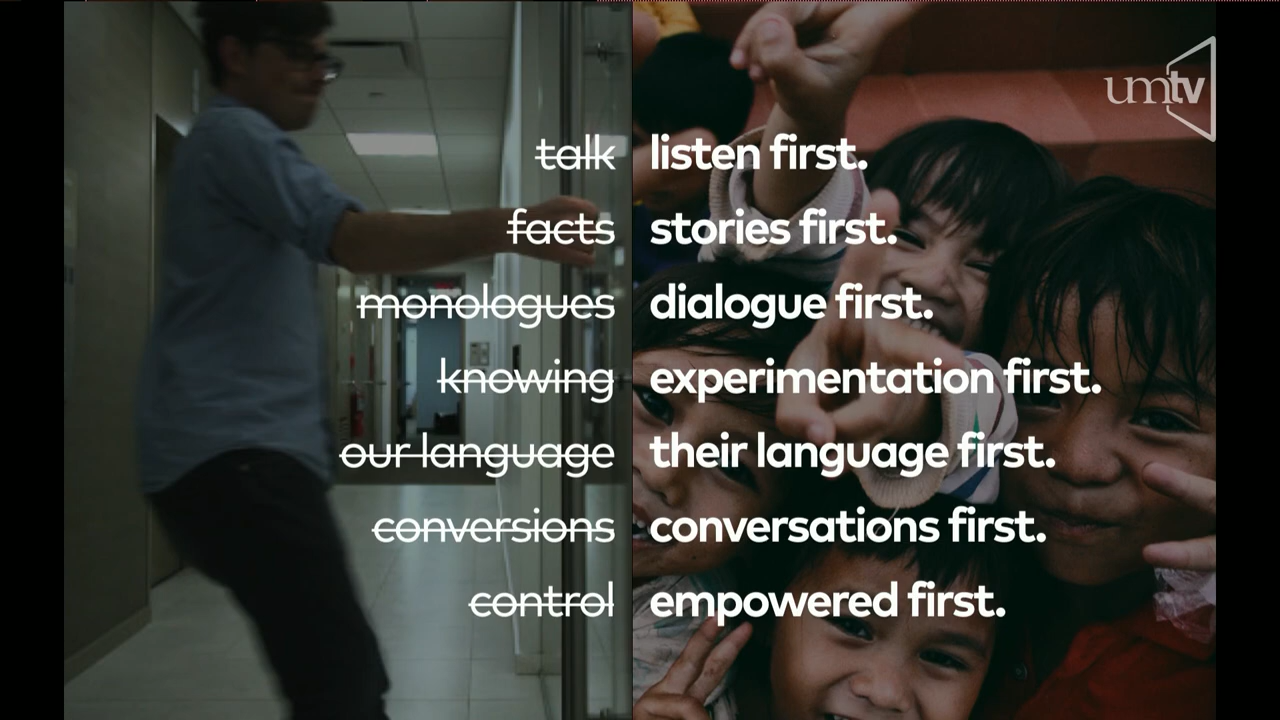 umtv
talk listen first.
facts stories first.
monologues dialogue first.
knowing experimentation first.
our language their language first.
conversions conversations first.
control empowered first.